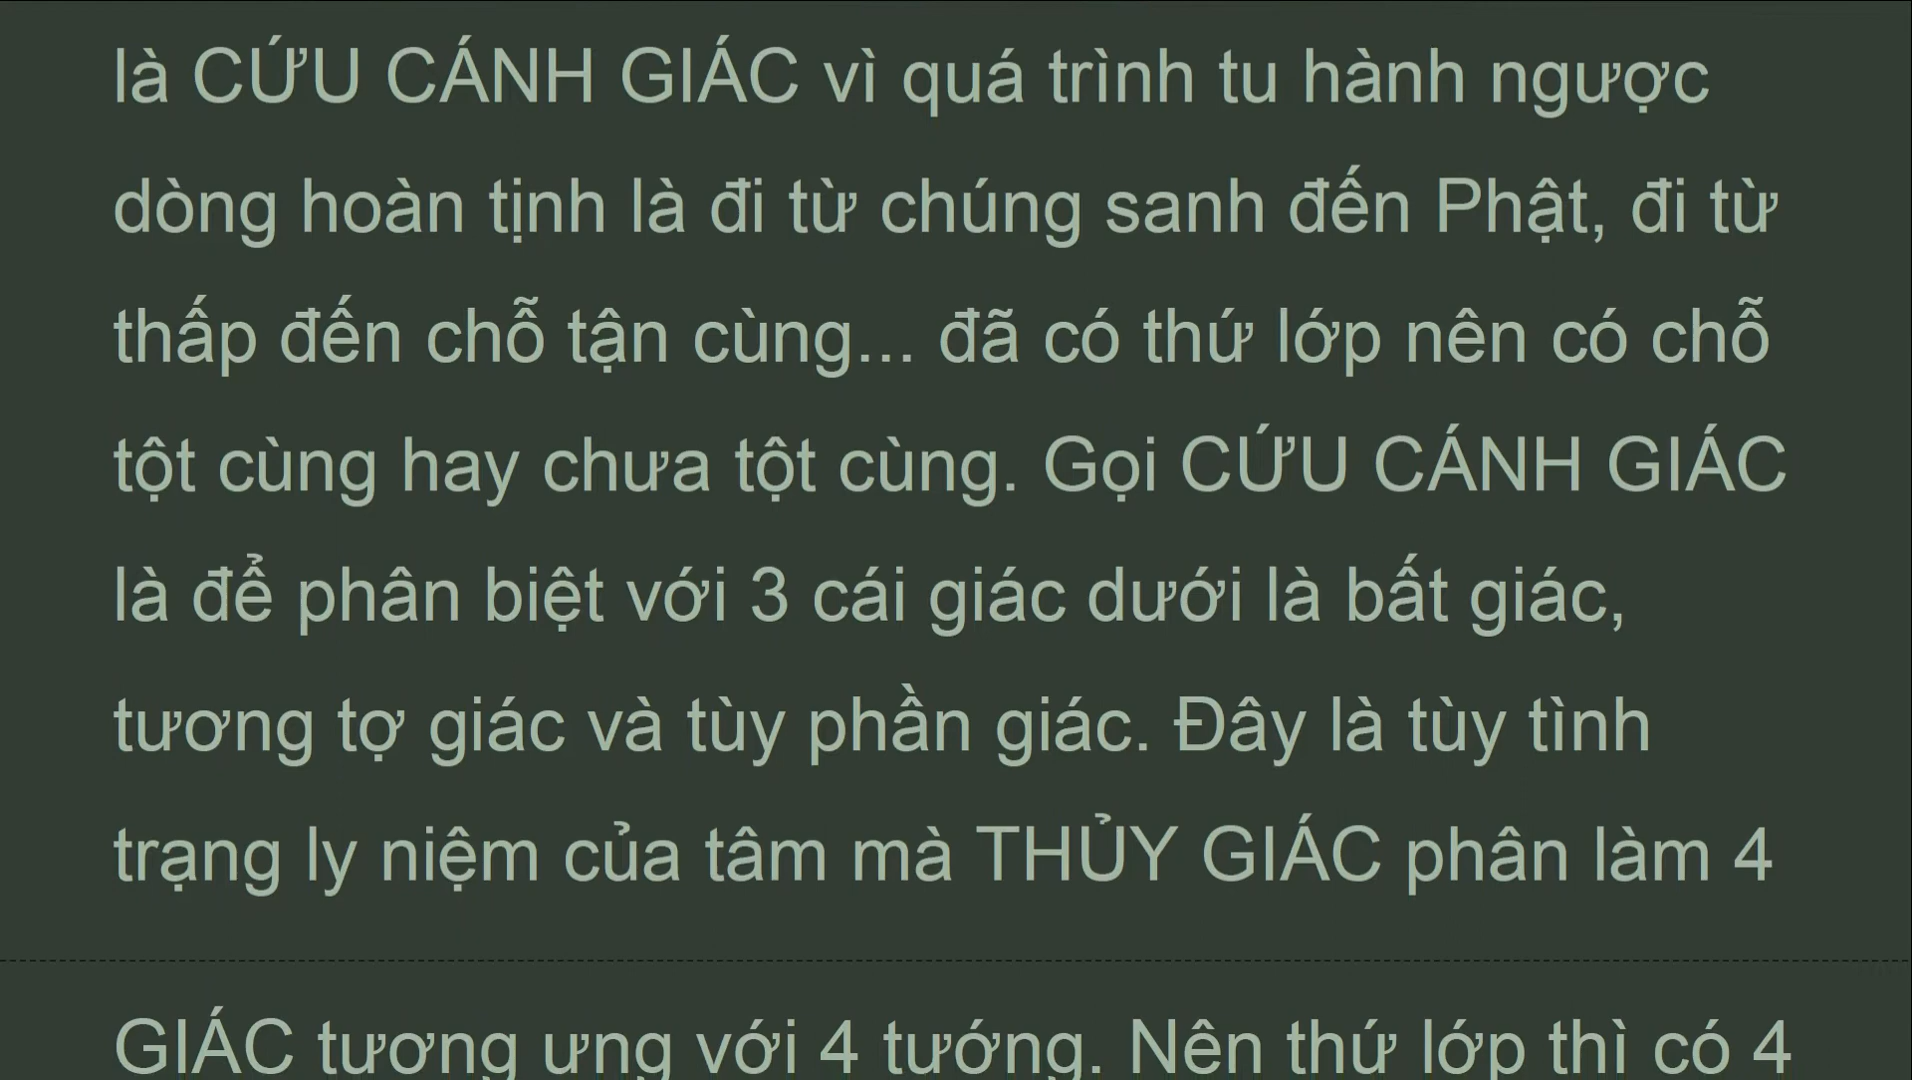 là CỨU CÁNH GIÁC vì quá trình tu hành ngược
dòng hoàn tịnh là đi từ chúng sanh đến Phật, đi từ
thấp đến chỗ tận cùng... đã có thứ lớp nên có chỗ
tột cùng hay chưa tột cùng. Gọi CỨU CÁNH GIÁC
là để phân biệt với 3 cái giác dưới là bất giác,
tương tợ giác và tùy phần giác. Đây là tùy tình
trạng ly niệm của tâm mà THỦY GIÁC phân làm 4
GIÁC tương ưng với 4 tướng. Nên thứ lớp thì có 4